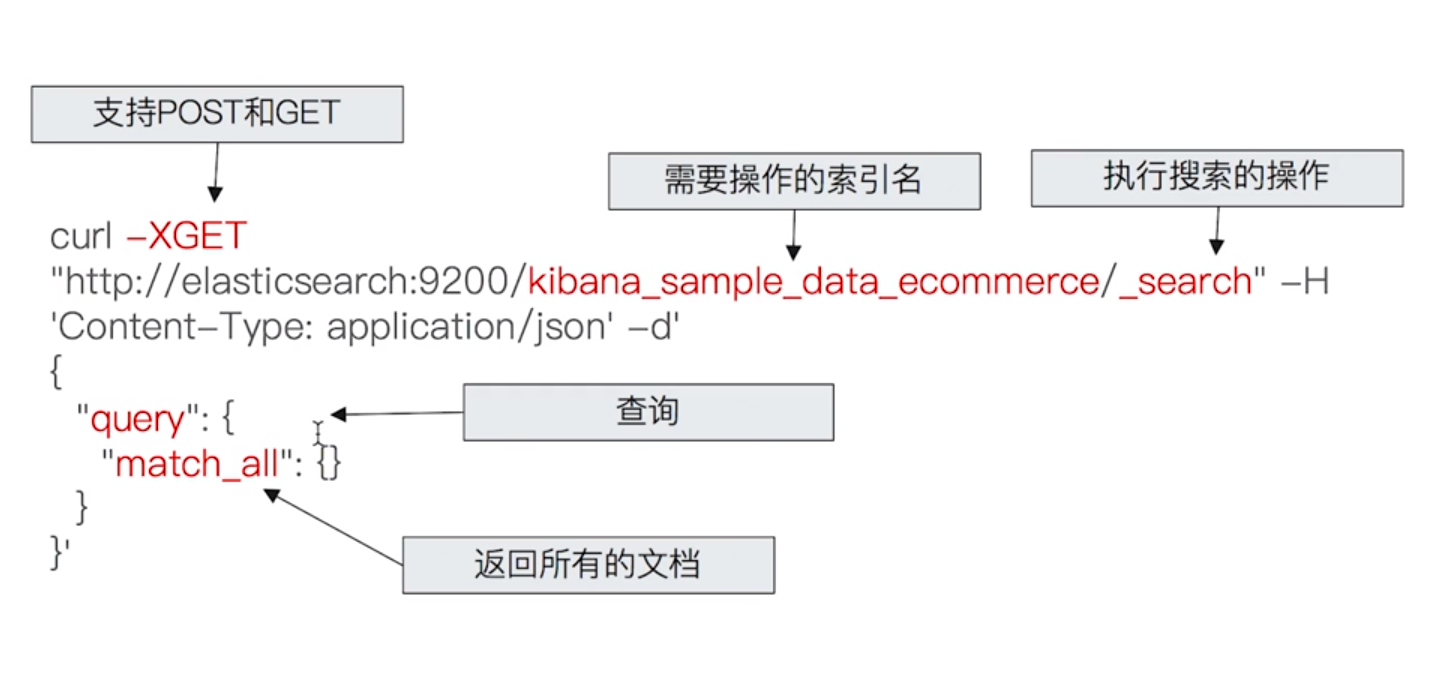 支持POST和GET
需要操作的索引名
执行搜索的操作
curl -XGET
"http://elasticsearch:9200/kibana_sample_data_ecommerce/_search" -H
'Content-Type: application/json' -d'
{
"query": {
查询
"match_all": {}
}
}'
返回所有的文档